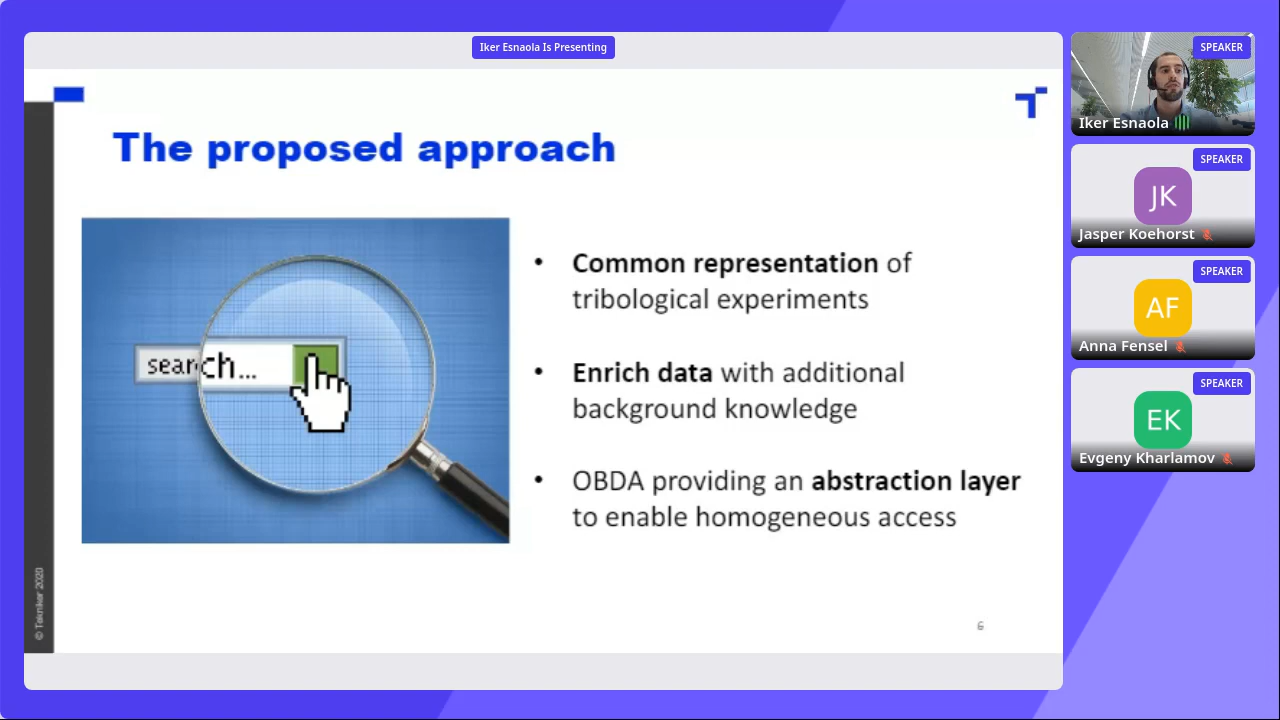 Iker Esnaola Is Presenting
The proposed approach
search...
• Common representation of
tribological experiments
• Enrich data with additional
background knowledge
• OBDA providing an abstraction layer
to enable homogeneous access
© Tekniker 2020
6
SPEAKER
Iker Esnaola
SPEAKER
JK
Jasper Koehorst
SPEAKER
AF
Anna Fensel
SPEAKER
EK
Evgeny Kharlamov